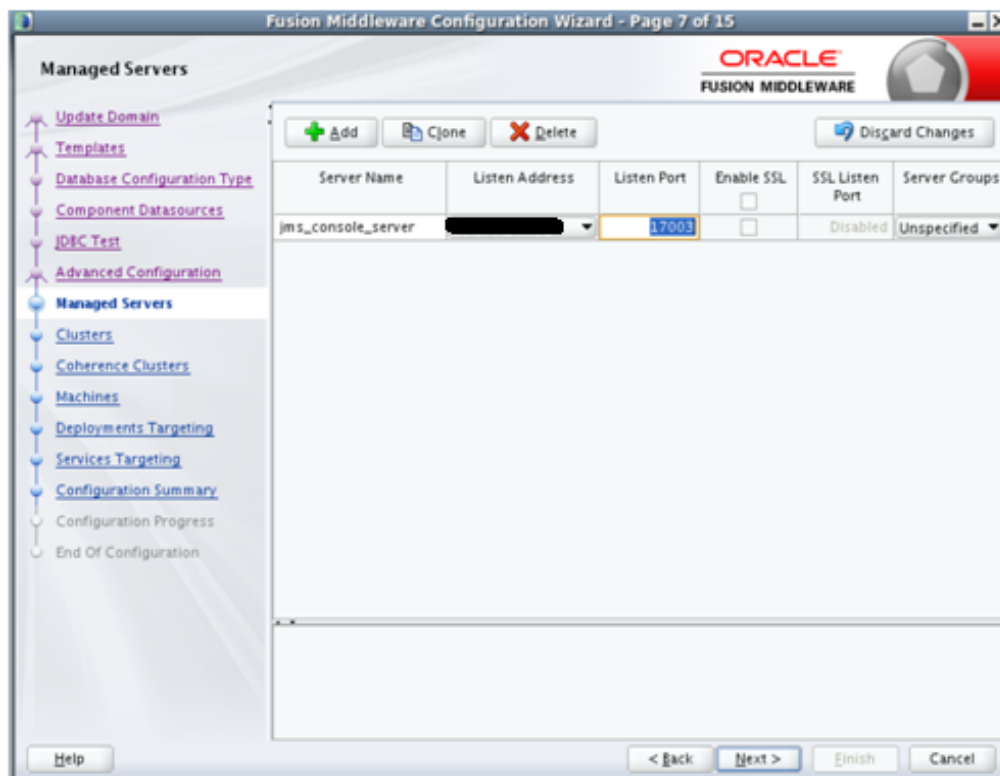 Fusion Middleware Configuration Wizard - Page 7 of 15
Managed Servers
ORACLE
FUSION MIDDLEWARE
Update Domain
Templates
Database Configuration Type
Component Datasources
JDBC Test
Advanced Configuration
Managed Servers
Clusters
Coherence Clusters
Machines
Deployments Targeting
Services Targeting
Configuration Summary
Configuration Progress
End Of Configuration
Add Clone Delete Discard Changes
Server Name Listen Address Listen Port Enable SSL SSL Listen Port Server Groups
jms_console_server 17003 Disabled Unspecified
Help < Back Next > Finish Cancel